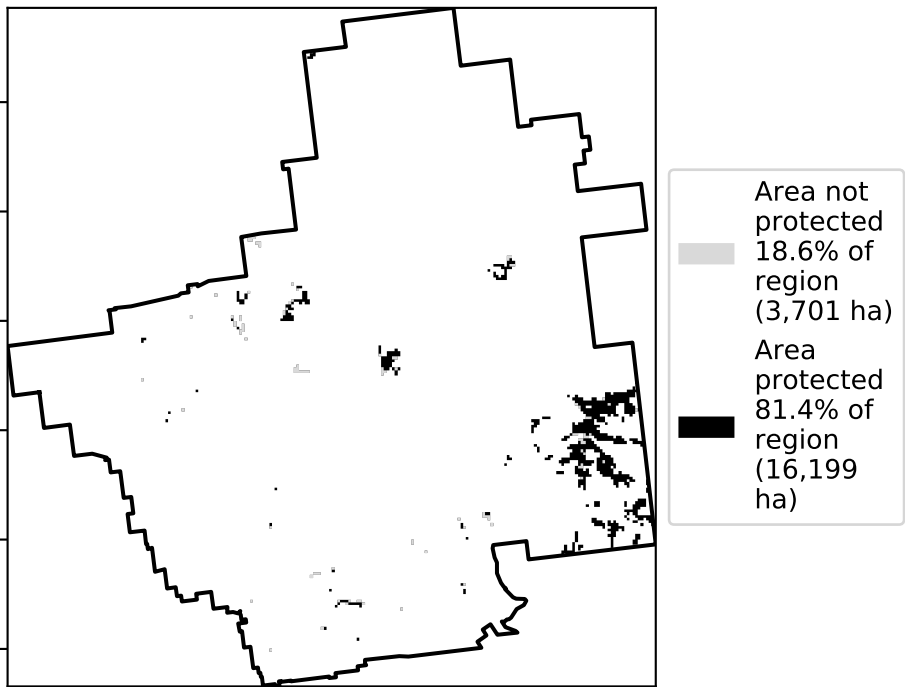 Area not
protected
18.6% of
region
(3,701 ha)
Area
protected
81.4% of
region
(16,199
ha)